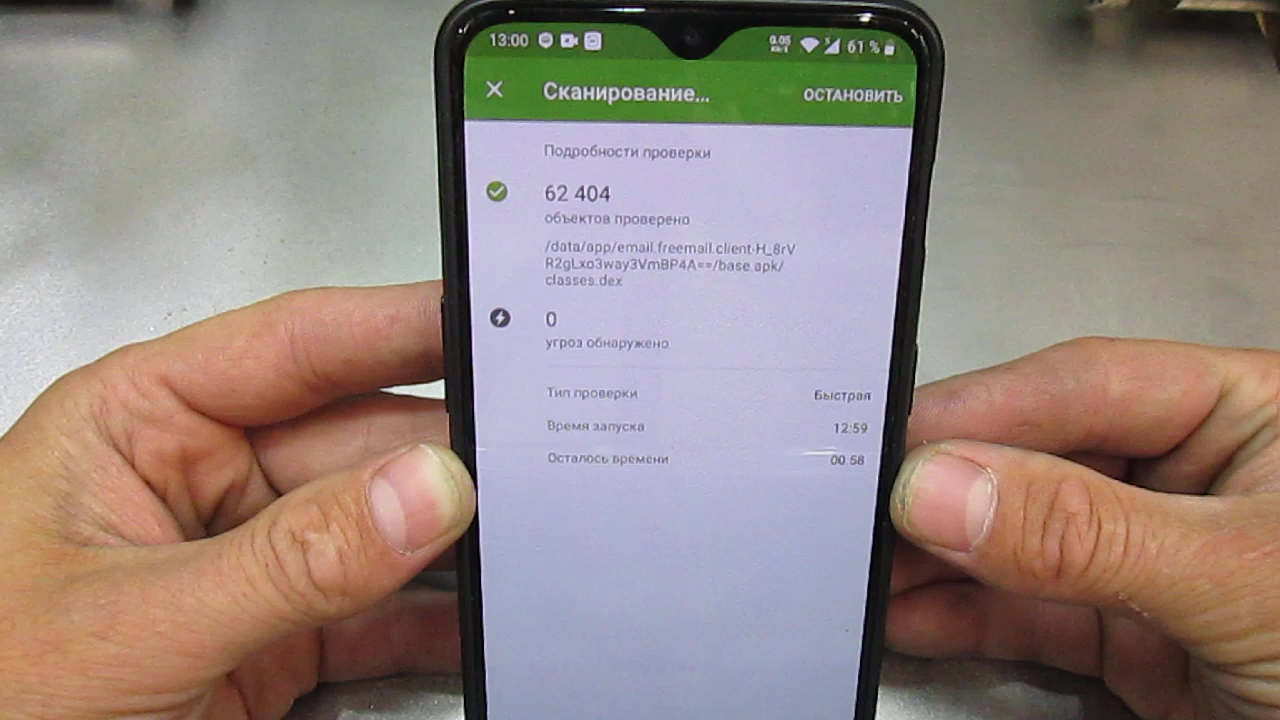 13:00 0.05 61 %
Сканирование... ОСТАНОВИТЬ
Подробности проверки
62 404
объектов проверено
/data/app/email.freemail.client-H_8rV
R2gLxo3way3VmBP4A==/base.apk/
classes.dex
0
угроз обнаружено
Тип проверки Быстрая
Время запуска 12:59
Осталось времени 00:58